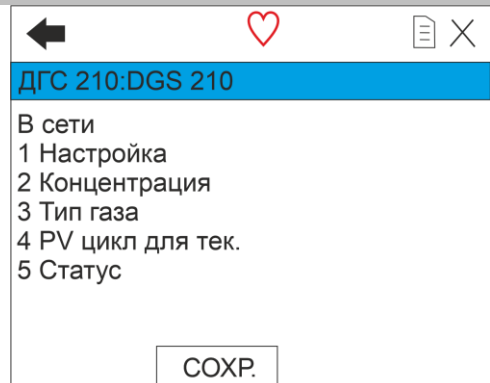 ДГС 210:DGS 210
В сети
1 Настройка
2 Концентрация
3 Тип газа
4 PV цикл для тек.
5 Статус
СОХР.